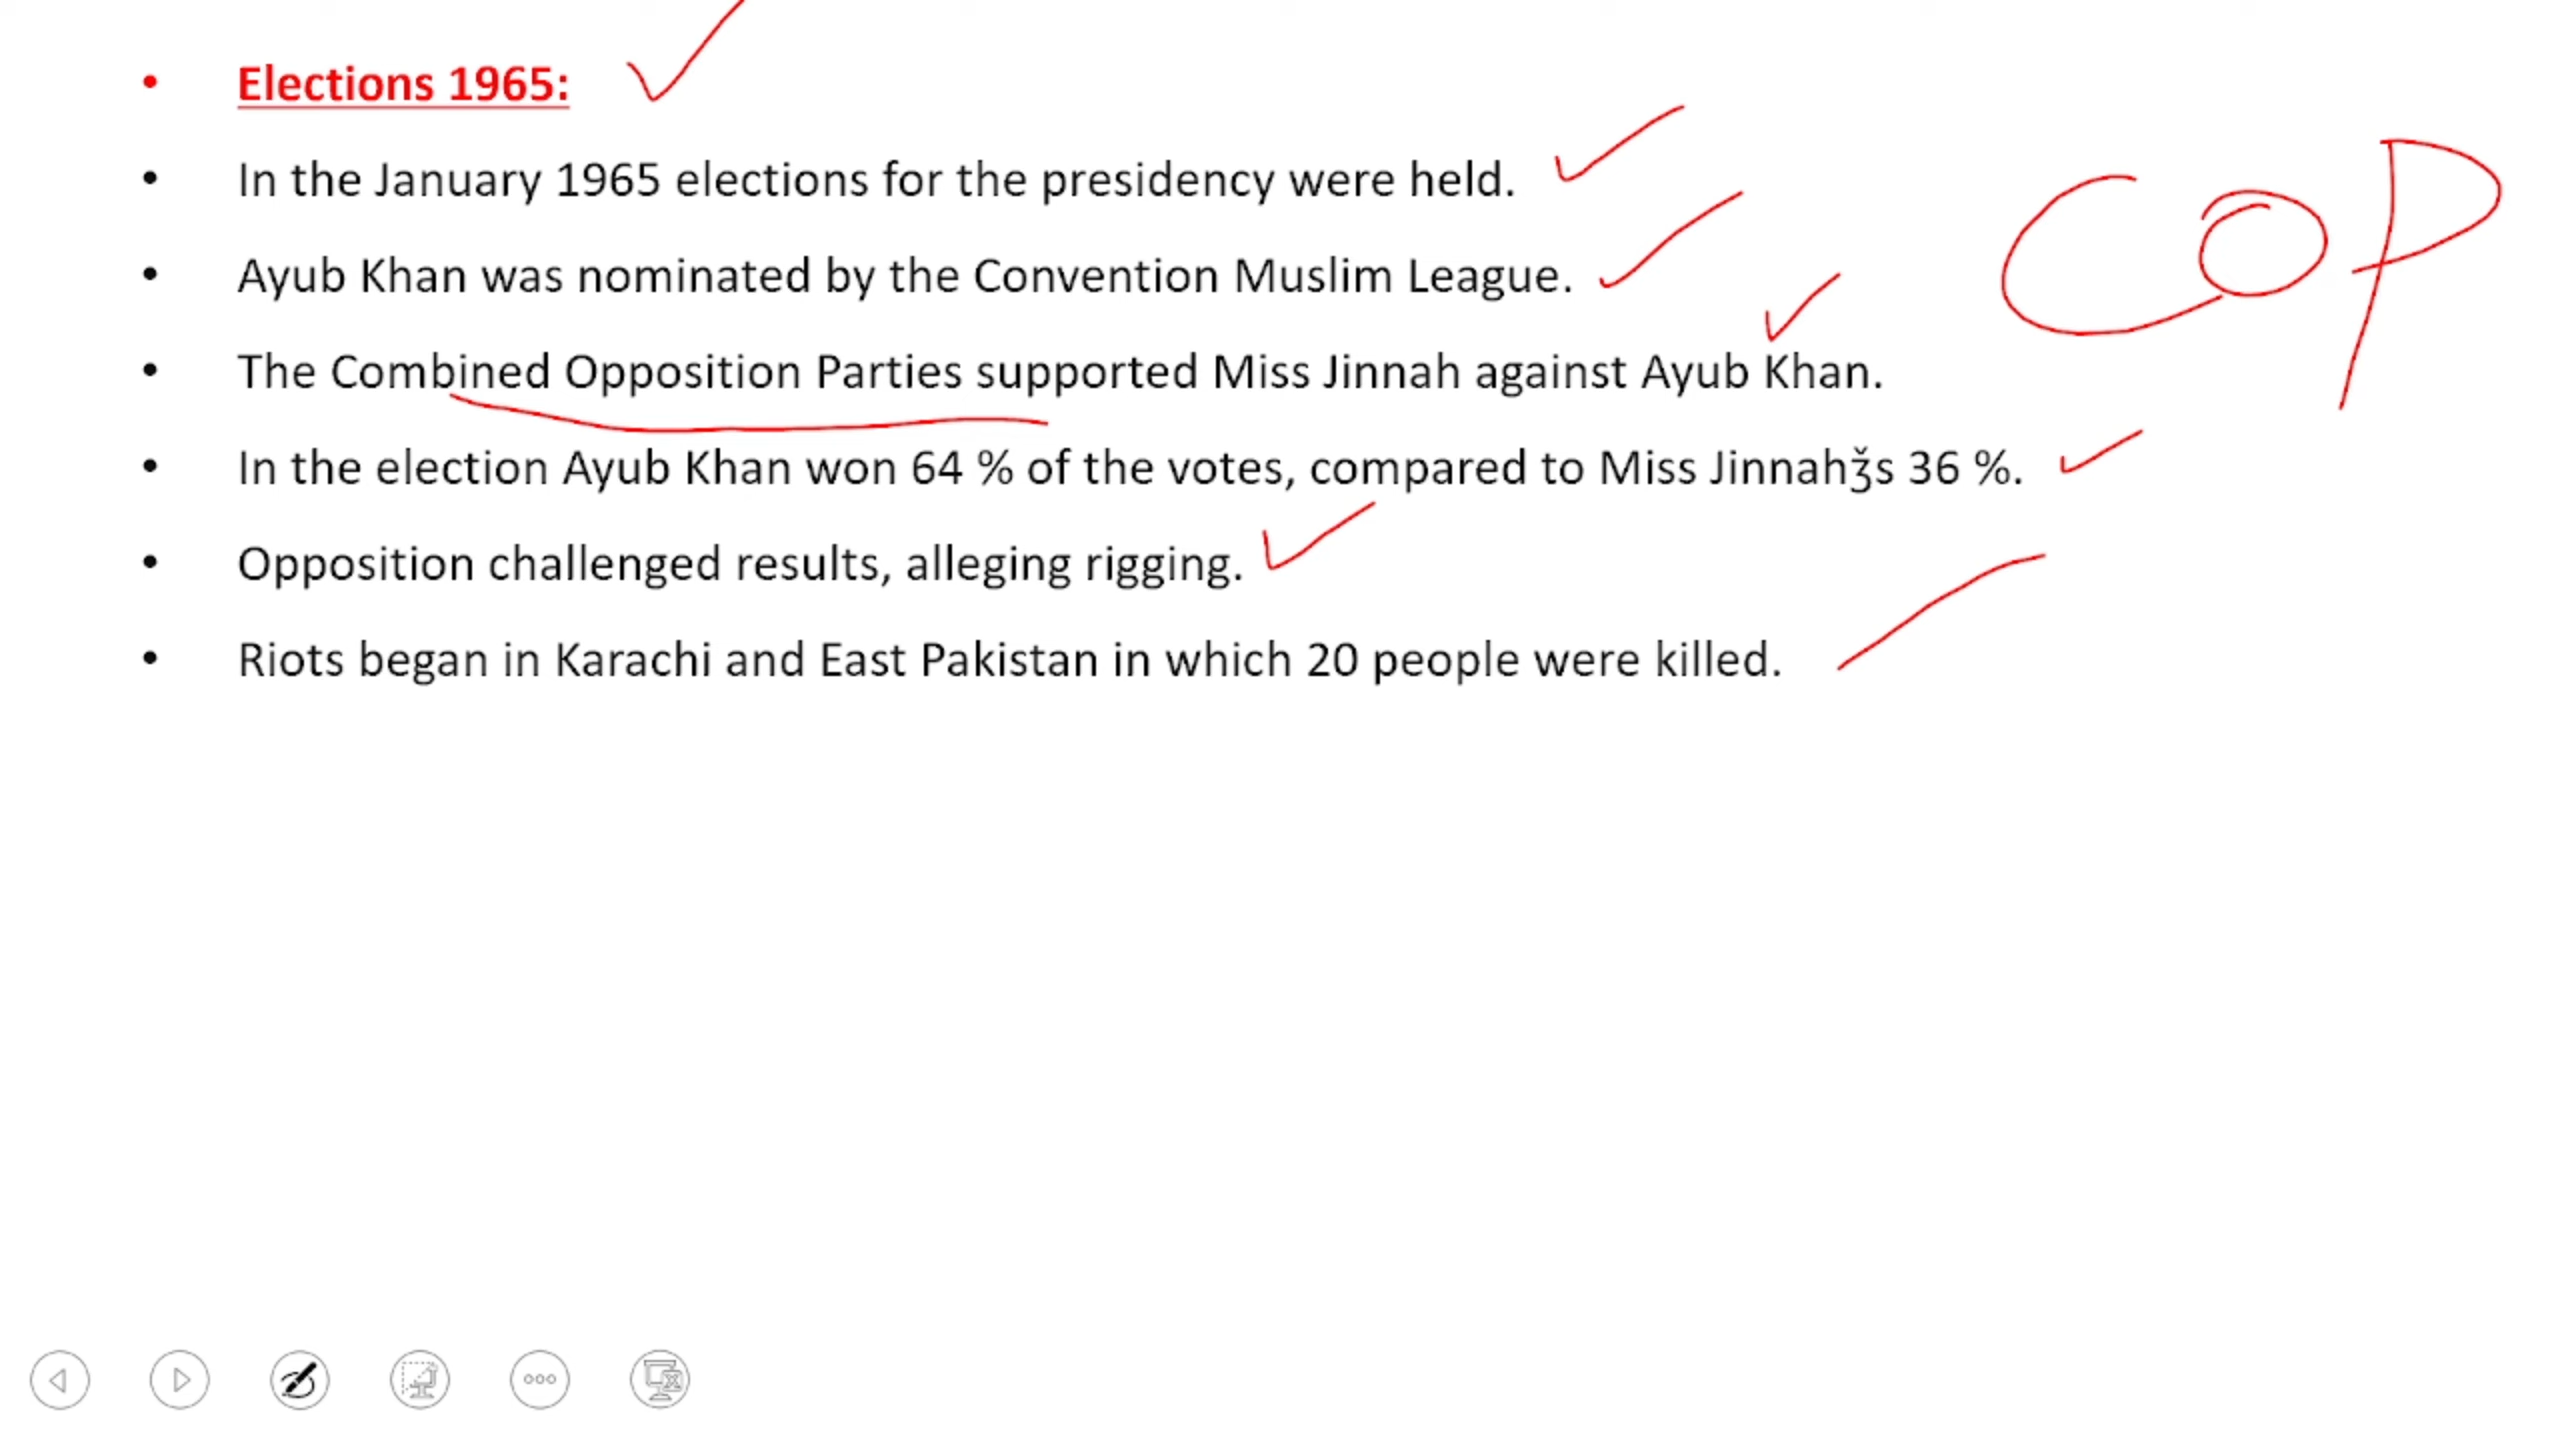 • Elections 1965:
• In the January 1965 elections for the presidency were held.
• Ayub Khan was nominated by the Convention Muslim League.
• The Combined Opposition Parties supported Miss Jinnah against Ayub Khan.
• In the election Ayub Khan won 64 % of the votes, compared to Miss Jinnahǯs 36 %.
• Opposition challenged results, alleging rigging.
• Riots began in Karachi and East Pakistan in which 20 people were killed.
COP